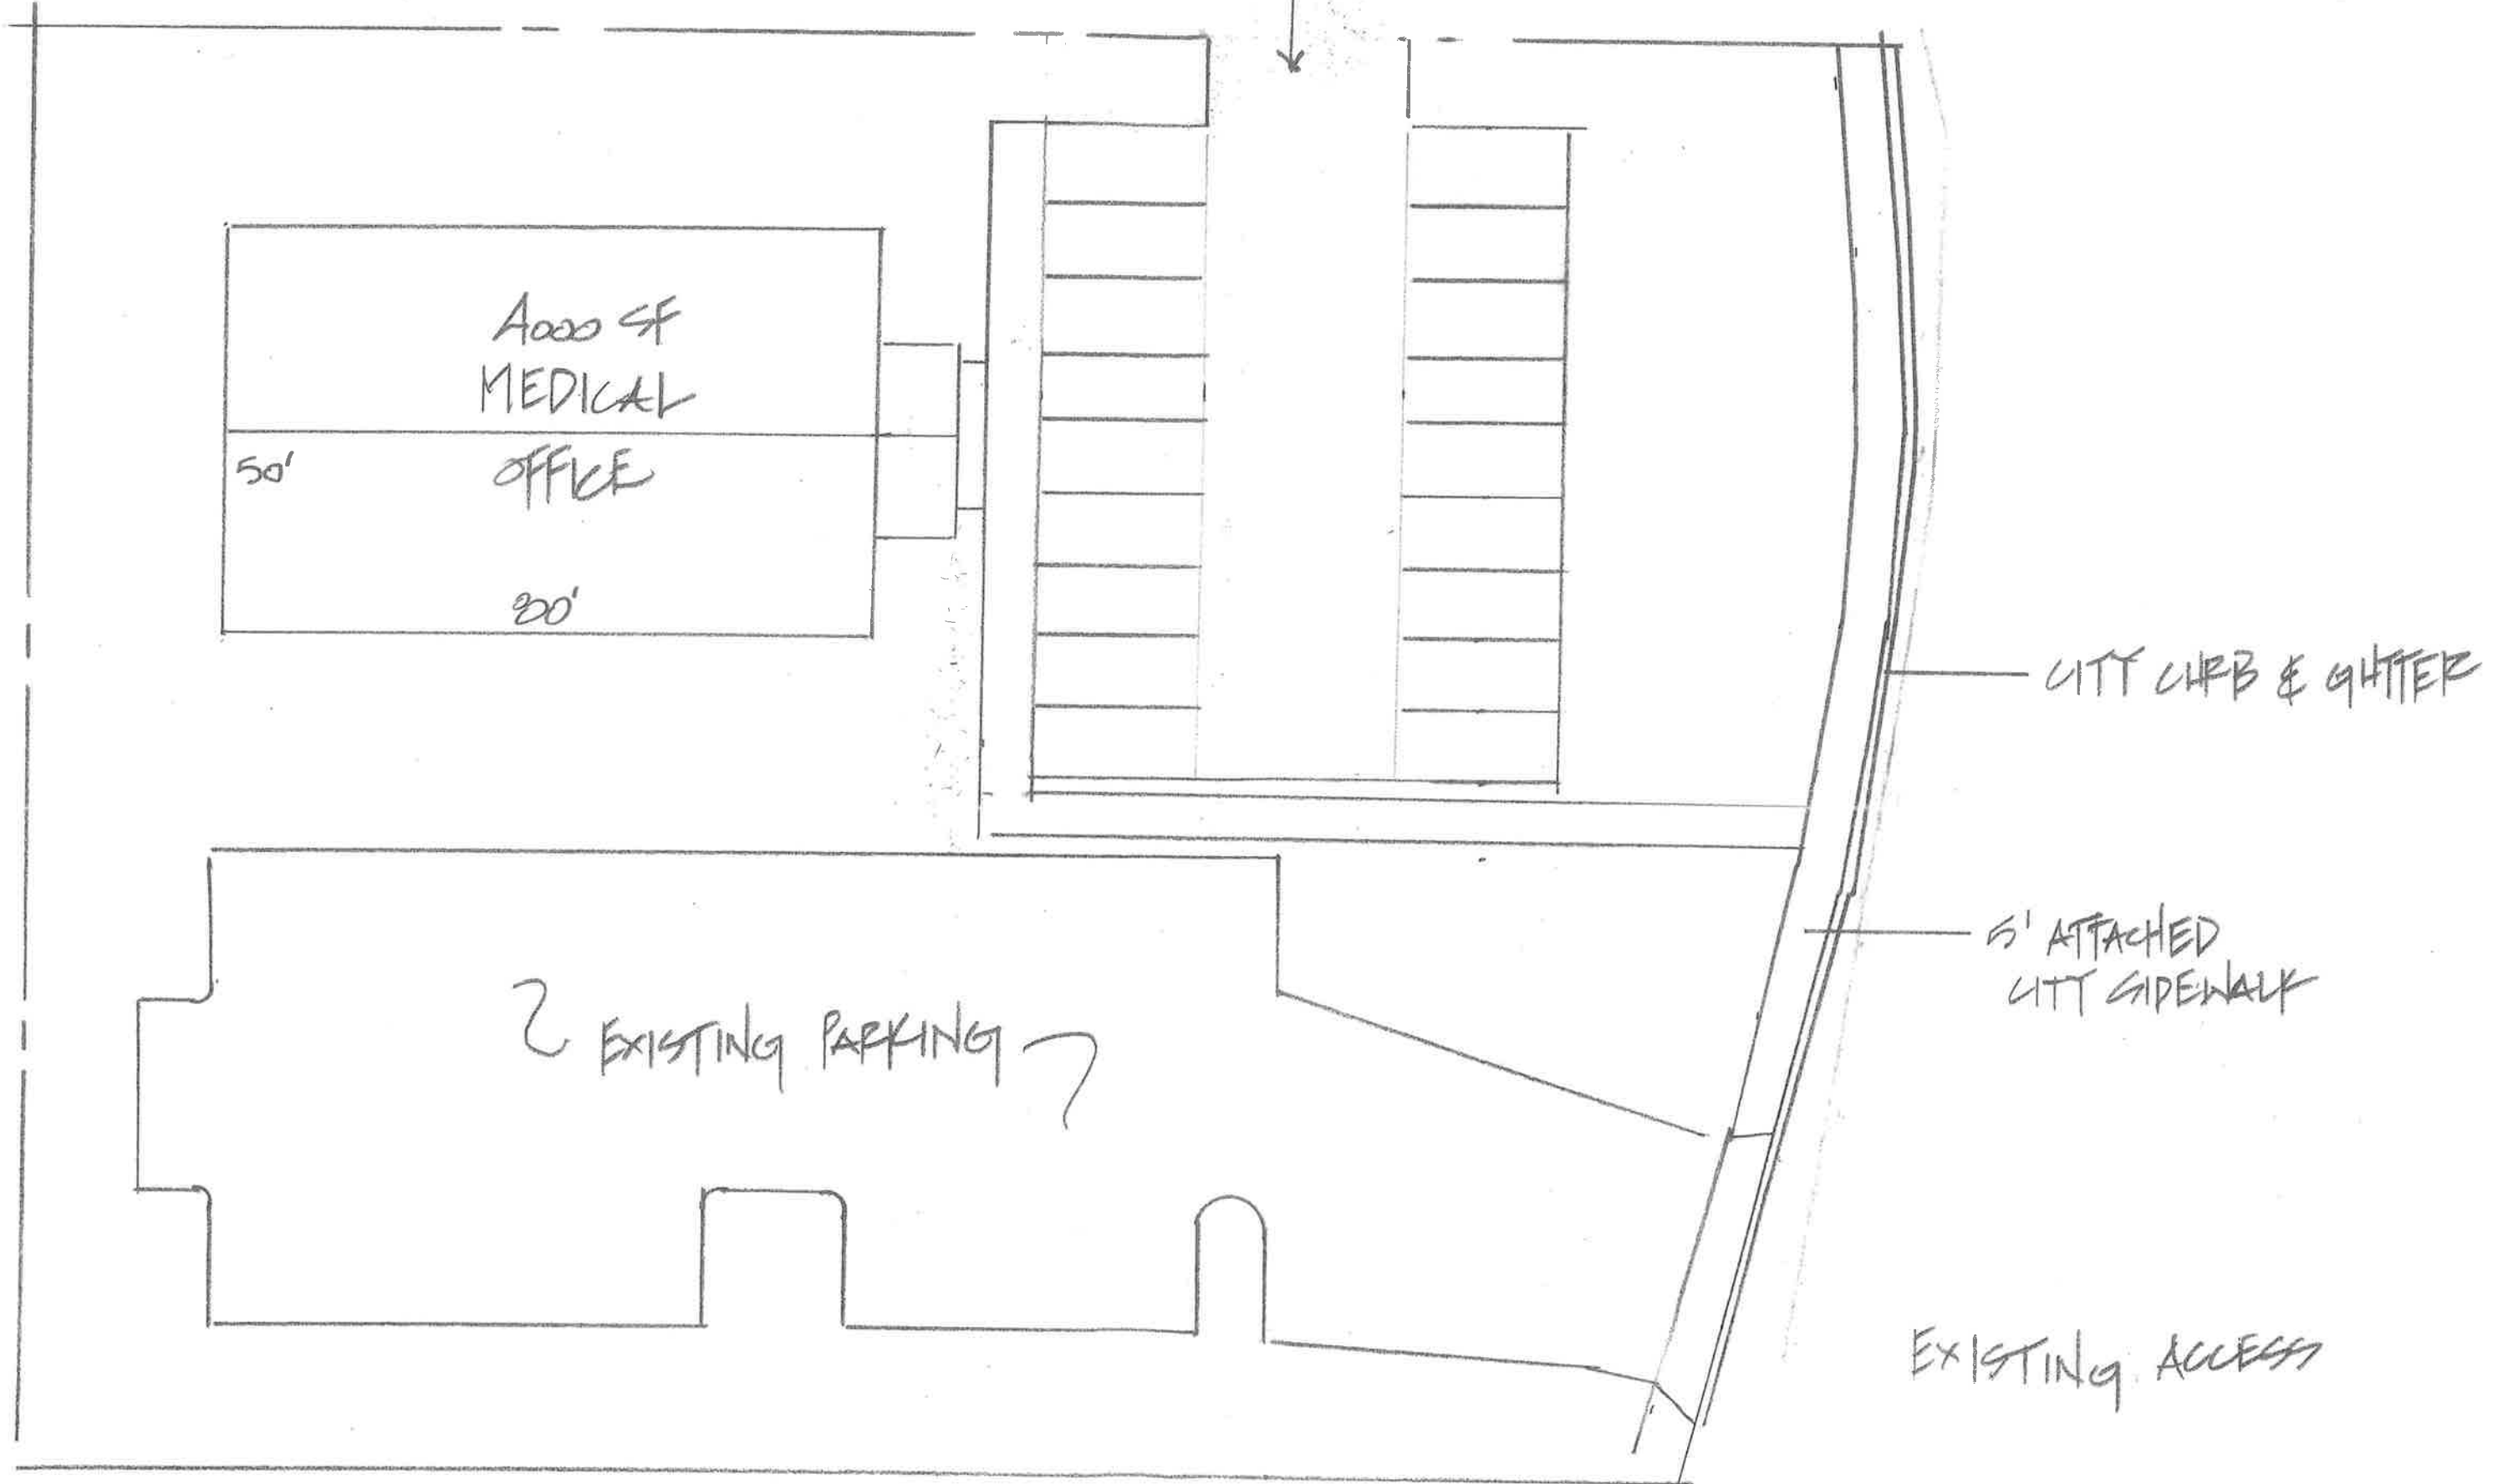 4000 SF
MEDICAL
OFFICE
50'
80'
CITY CURB & GUTTER
5' ATTACHED
CITY SIDEWALK
EXISTING PARKING
EXISTING ACCESS